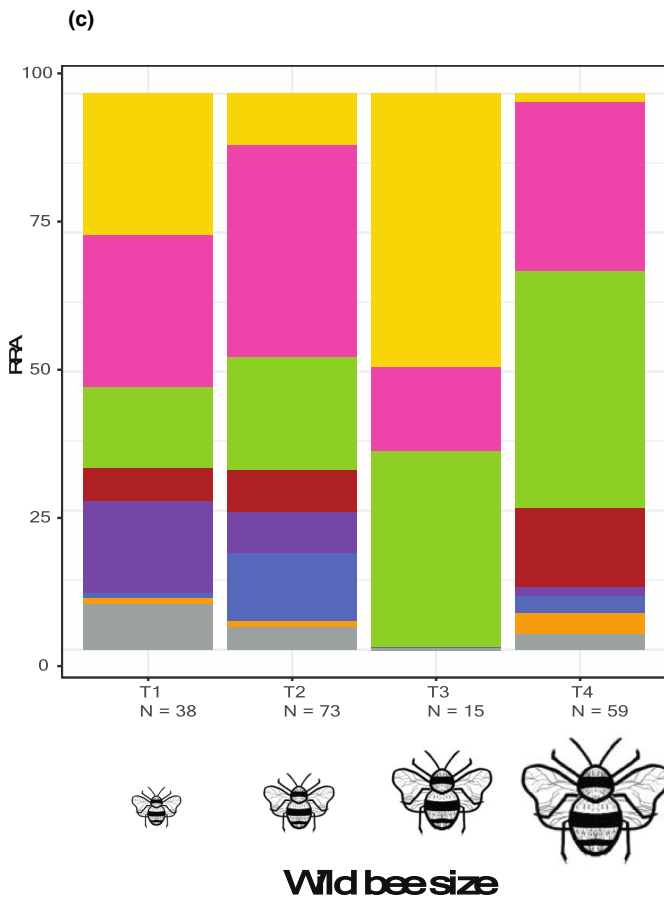 (c)
100
75
50
25
0
RRA
T1
N = 38
T2
N = 73
T3
N = 15
T4
N = 59
Wild bee size